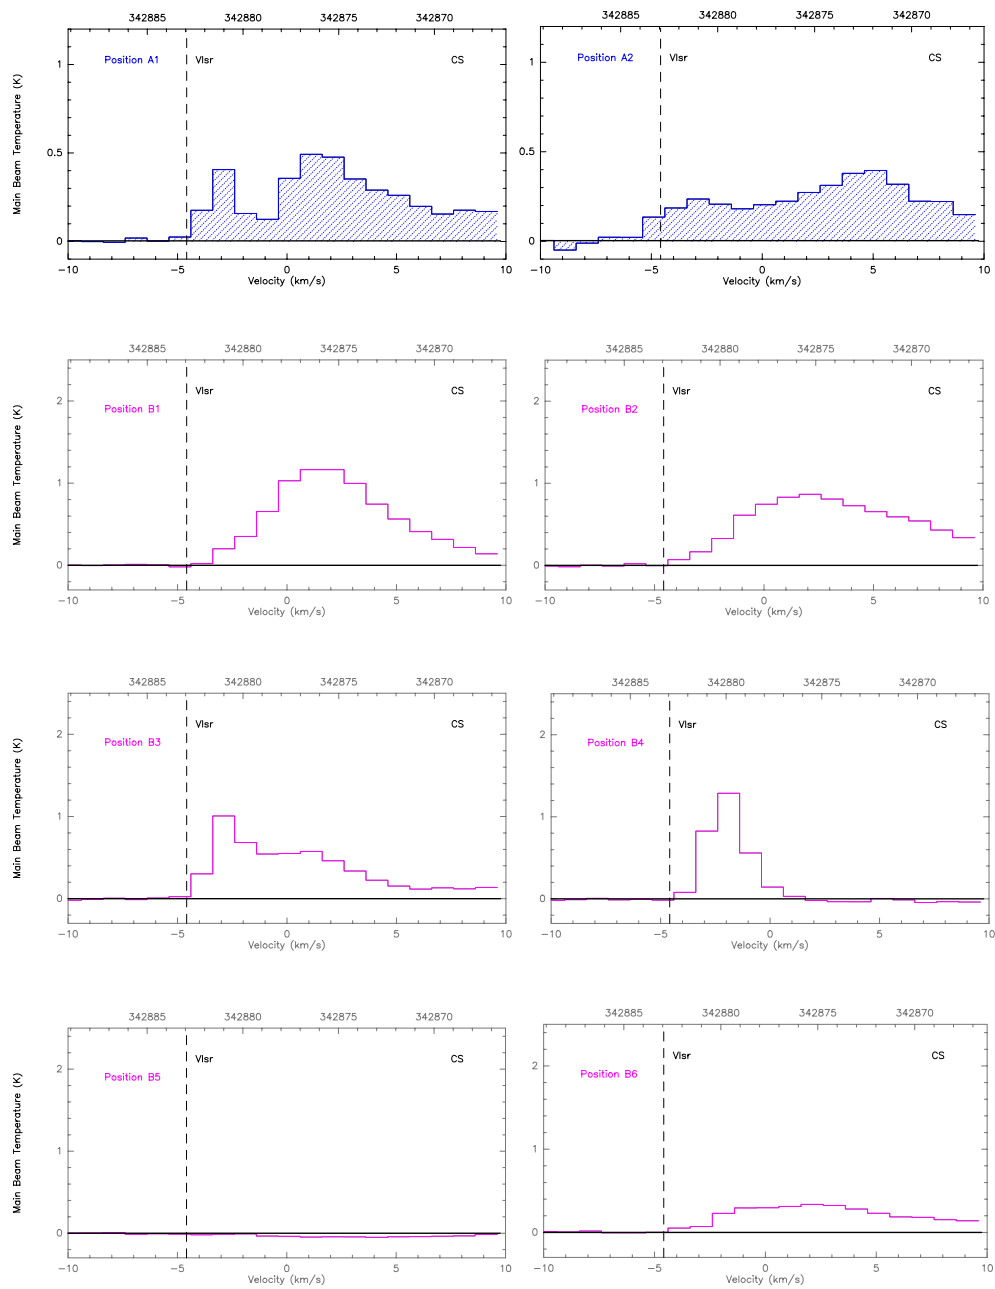 342885 342880 342875 342870 342885 342880 342875 342870
Position A1 Vlsr CS Position A2 Vlsr CS
1 1
0.5 0.5
0 0
Main Beam Temperature (K)
−10 −5 0 5 10 −10 −5 0 5 10
Velocity (km/s) Velocity (km/s)
342885 342880 342875 342870 342885 342880 342875 342870
Vlsr CS Vlsr CS
2 2
Position B1 Position B2
1 1
0 0
Main Beam Temperature (K)
−10 −5 0 5 10 −10 −5 0 5 10
Velocity (km/s) Velocity (km/s)
342885 342880 342875 342870 342885 342880 342875 342870
Vlsr CS Vlsr CS
2 2
Position B3 Position B4
1 1
0 0
Main Beam Temperature (K)
−10 −5 0 5 10 −10 −5 0 5 10
Velocity (km/s) Velocity (km/s)
342885 342880 342875 342870 342885 342880 342875 342870
Vlsr CS Vlsr CS
2 2
Position B5 Position B6
1 1
0 0
Main Beam Temperature (K)
−10 −5 0 5 10 −10 −5 0 5 10
Velocity (km/s) Velocity (km/s)